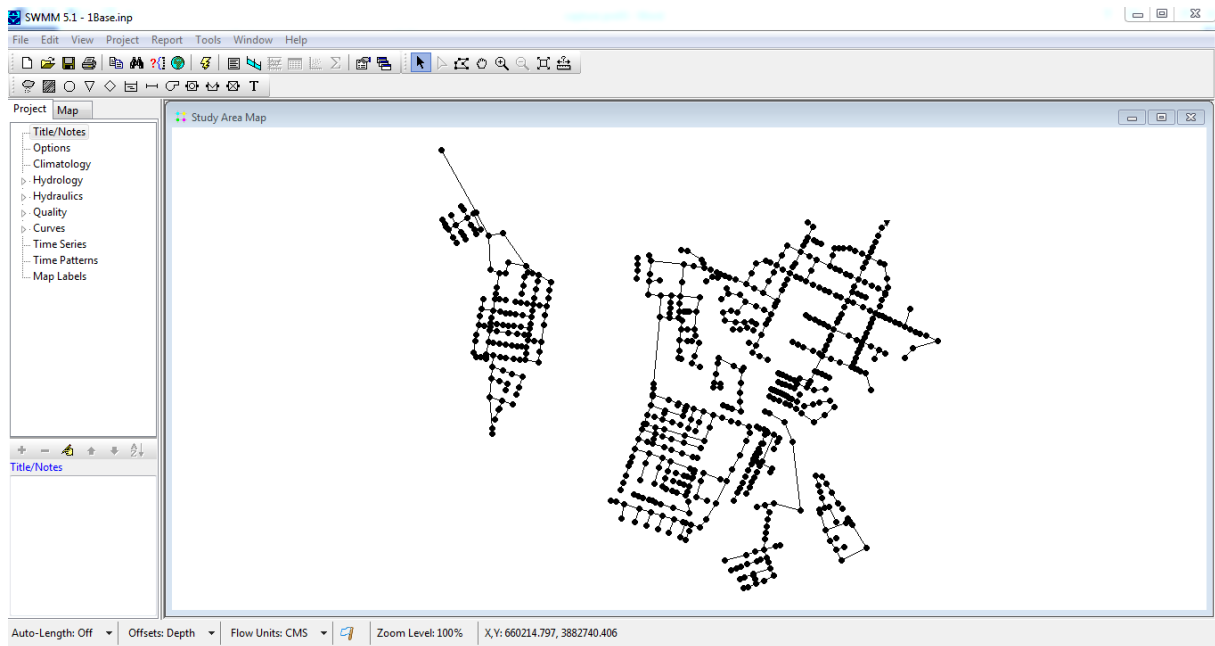 SWMM 5.1 - 1Base.inp
File Edit View Project Report Tools Window Help
Project Map
Study Area Map
Title/Notes
Options
Climatology
Hydrology
Hydraulics
Quality
Curves
Time Series
Time Patterns
Map Labels
Title/Notes
Auto-Length: Off Offsets: Depth Flow Units: CMS Zoom Level: 100% X,Y: 660214.797, 3882740.406